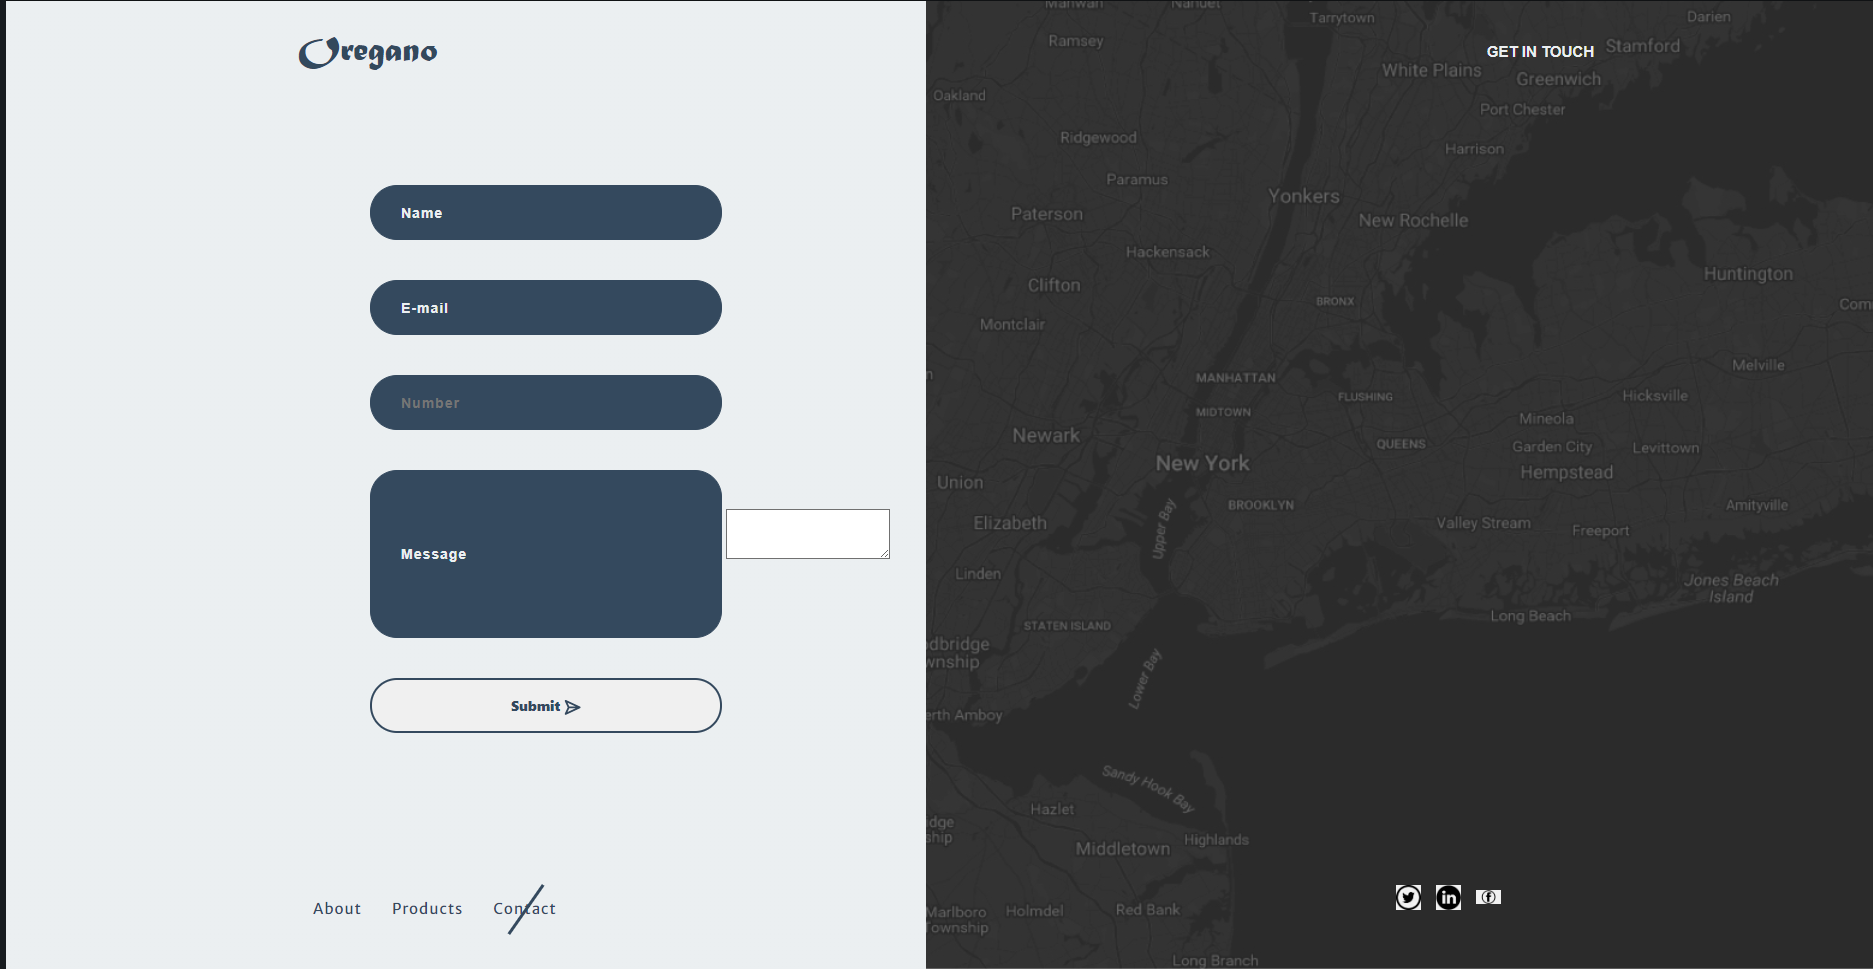 Oregano
Name
E-mail
Number
Message
Submit
About Products Contact
GET IN TOUCH
Tarrytown
Darien
Ramsey
Stamford
White Plains
Greenwich
Oakland
Port Chester
Ridgewood
Harrison
Paramus
Yonkers
Paterson
New Rochelle
Hackensack
Huntington
Clifton
BRONX
Com
Montclair
Melville
MANHATTAN
FLUSHING
Hicksville
MIDTOWN
Mineola
Newark
QUEENS
Garden City
Levittown
New York
Hempstead
Union
BROOKLYN
Amityville
Elizabeth
Upper Bay
Valley Stream
Freeport
Linden
Jones Beach
Island
Long Beach
STATEN ISLAND
dbridge
wnship
Lower Bay
erth Amboy
Sandy Hook Bay
Hazlet
idge
ship
Highlands
Middletown
in
f
Marlboro
Township
Holmdel
Red Bank
Long Branch